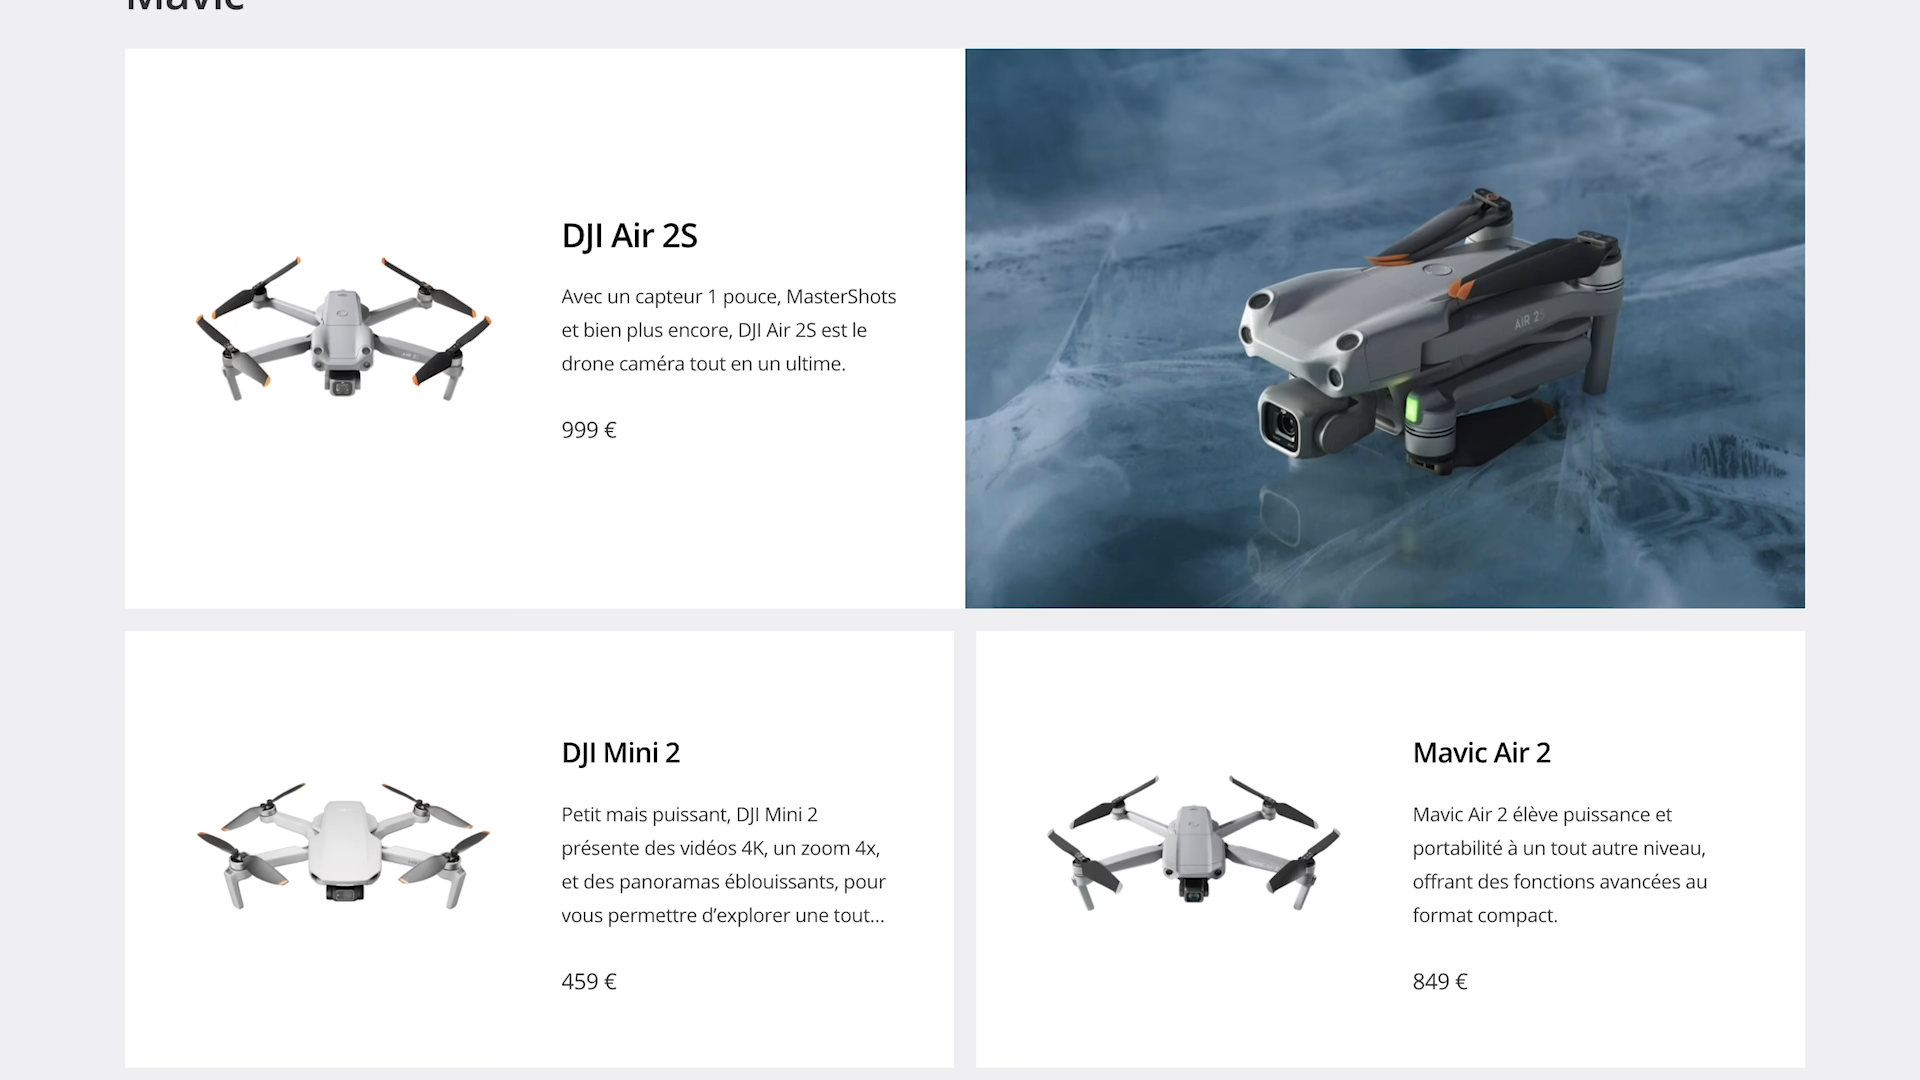 Mavic
DJI Air 2S
Avec un capteur 1 pouce, MasterShots
et bien plus encore, DJI Air 2S est le
drone caméra tout en un ultime.
999 €
AIR 2S
DJI Mini 2
Petit mais puissant, DJI Mini 2
présente des vidéos 4K, un zoom 4x,
et des panoramas éblouissants, pour
vous permettre d’explorer une tout...
459 €
Mavic Air 2
Mavic Air 2 élève puissance et
portabilité à un tout autre niveau,
offrant des fonctions avancées au
format compact.
849 €